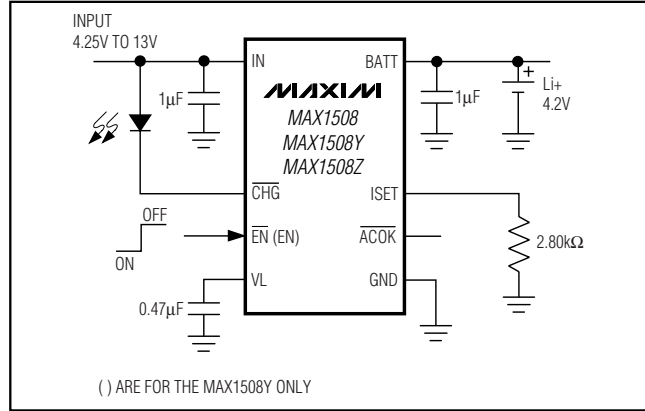 INPUT
4.25V TO 13V
IN
BATT
1µF
MAXIM
MAX1508
MAX1508Y
MAX1508Z
1µF
+
Li+
4.2V
CHG
ISET
OFF
ON
EN (EN)
ACOK
2.80kΩ
VL
GND
0.47µF
( ) ARE FOR THE MAX1508Y ONLY